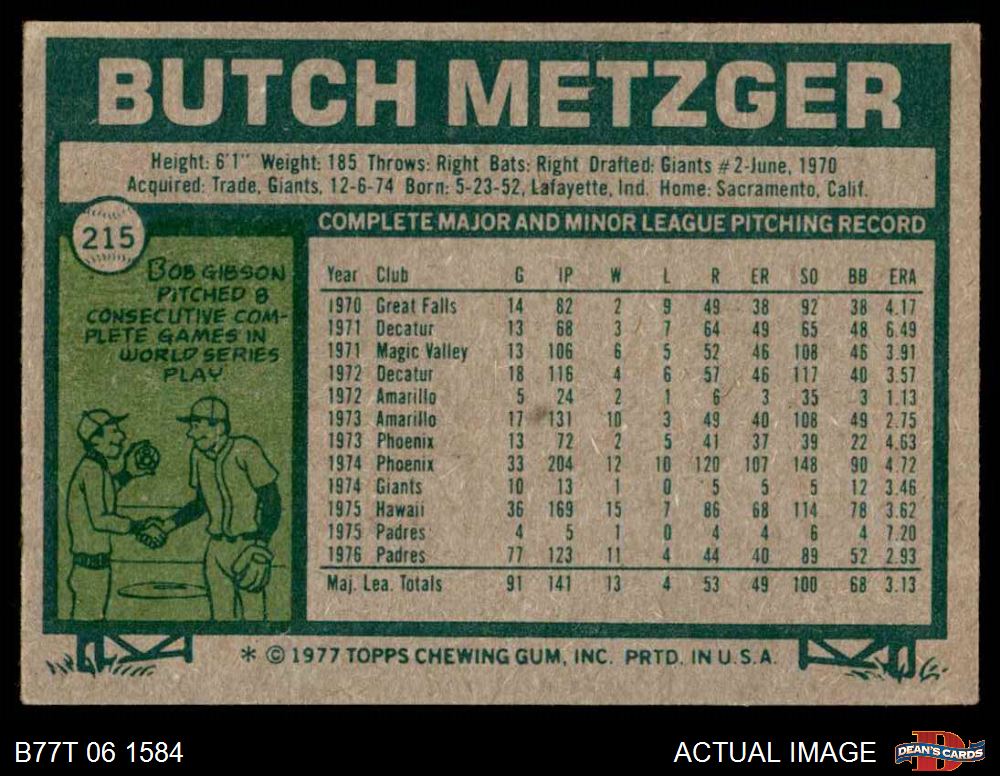 BUTCH METZGER
Height: 6'1" Weight: 185 Throws: Right Bats: Right Drafted: Giants #2-June, 1970
Acquired: Trade, Giants, 12-6-74 Born: 5-23-52, Lafayette, Ind. Home: Sacramento, Calif.
215
BOB GIBSON
PITCHED 8
CONSECUTIVE COM-
PLETE GAMES IN
WORLD SERIES
PLAY
COMPLETE MAJOR AND MINOR LEAGUE PITCHING RECORD
Year Club G IP W L R ER SO BB ERA
1970 Great Falls 14 82 2 9 49 38 92 38 4.17
1971 Decatur 13 68 3 7 64 49 65 48 6.49
1971 Magic Valley 13 106 6 5 52 46 108 46 3.91
1972 Decatur 18 116 4 6 57 46 117 40 3.57
1972 Amarillo 5 24 2 1 6 3 35 3 1.13
1973 Amarillo 17 131 10 3 49 40 108 49 2.75
1973 Phoenix 13 72 2 5 41 37 39 22 4.63
1974 Phoenix 33 204 12 10 120 107 148 90 4.72
1974 Giants 10 13 1 0 5 5 5 12 3.46
1975 Hawaii 36 169 15 7 86 68 114 78 3.62
1975 Padres 4 5 1 0 4 4 6 4 7.20
1976 Padres 77 123 11 4 44 40 89 52 2.93
Maj. Lea. Totals 91 141 13 4 53 49 100 68 3.13
* © 1977 TOPPS CHEWING GUM, INC. PRTD. IN U.S.A.
B77T 06 1584
ACTUAL IMAGE
D
DEAN'S CARDS